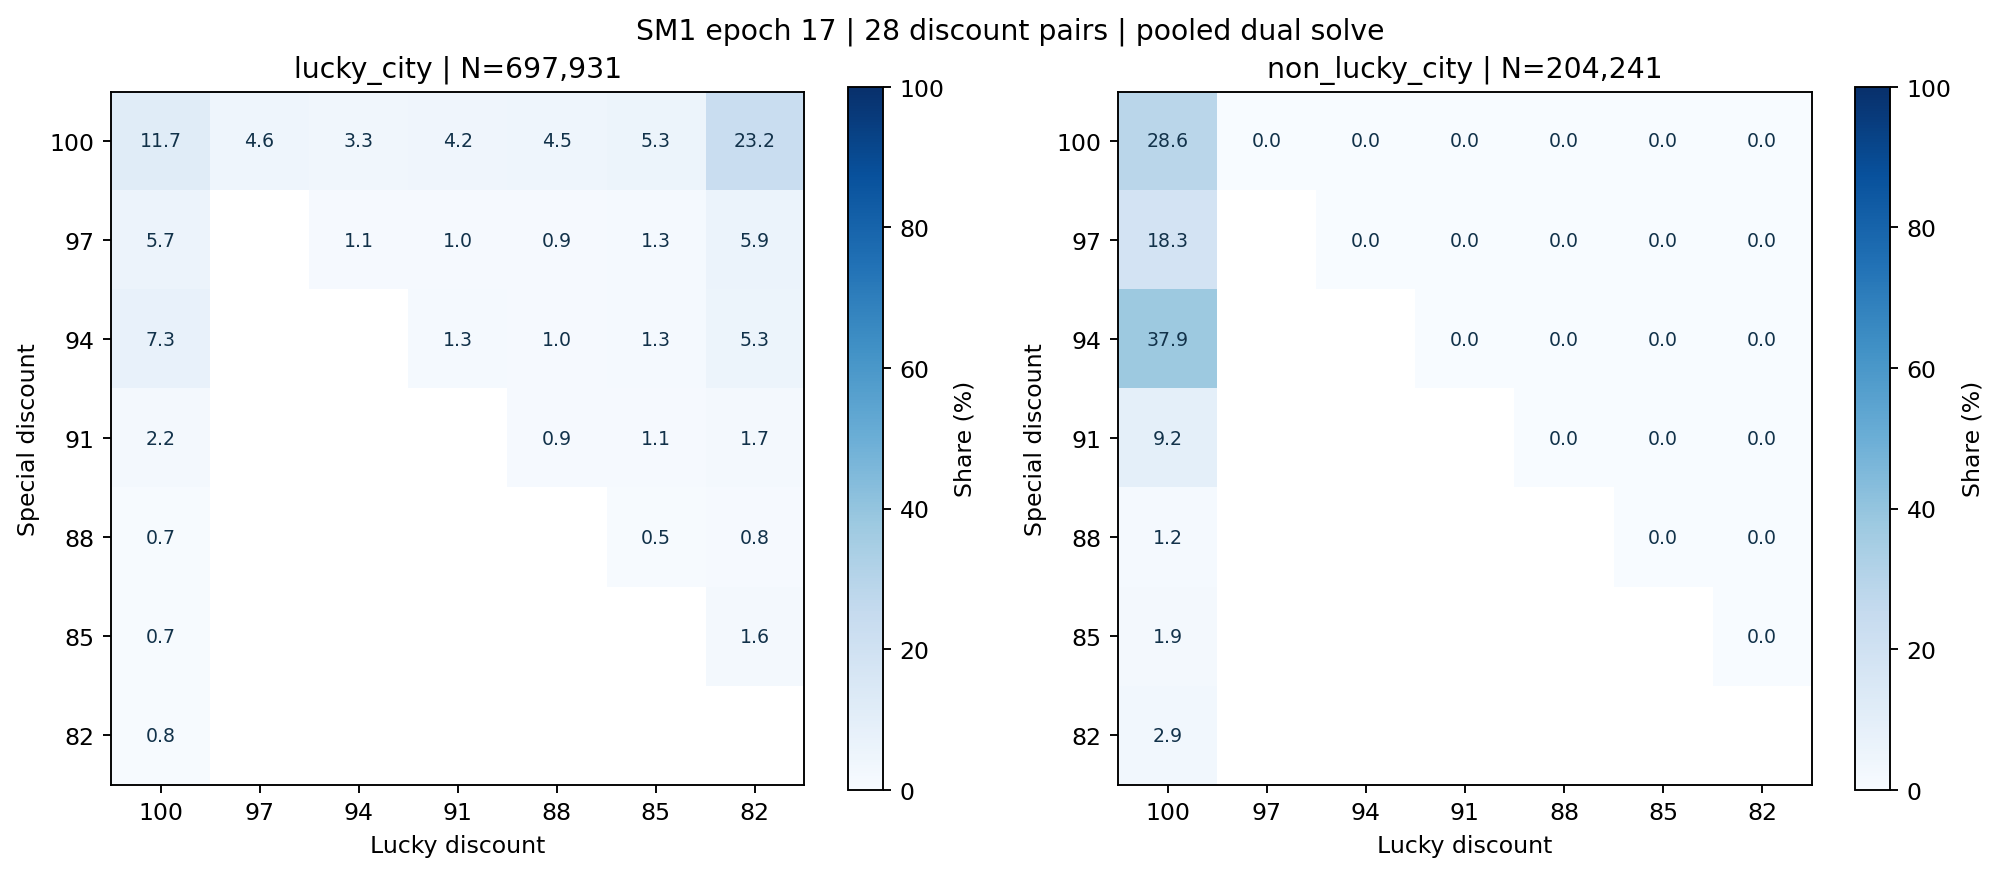 SM1 epoch 17 | 28 discount pairs | pooled dual solve
lucky_city | N=697,931
Special discount
100 11.7 4.6 3.3 4.2 4.5 5.3 23.2
97 5.7 1.1 1.0 0.9 1.3 5.9
94 7.3 1.3 1.0 1.3 5.3
91 2.2 0.9 1.1 1.7
88 0.7 0.5 0.8
85 0.7 1.6
82 0.8
100 97 94 91 88 85 82
Lucky discount
100
80
60
40
20
0
Share (%)
non_lucky_city | N=204,241
Special discount
100 28.6 0.0 0.0 0.0 0.0 0.0 0.0
97 18.3 0.0 0.0 0.0 0.0 0.0
94 37.9 0.0 0.0 0.0 0.0
91 9.2 0.0 0.0 0.0
88 1.2 0.0 0.0
85 1.9 0.0
82 2.9
100 97 94 91 88 85 82
Lucky discount
100
80
60
40
20
0
Share (%)